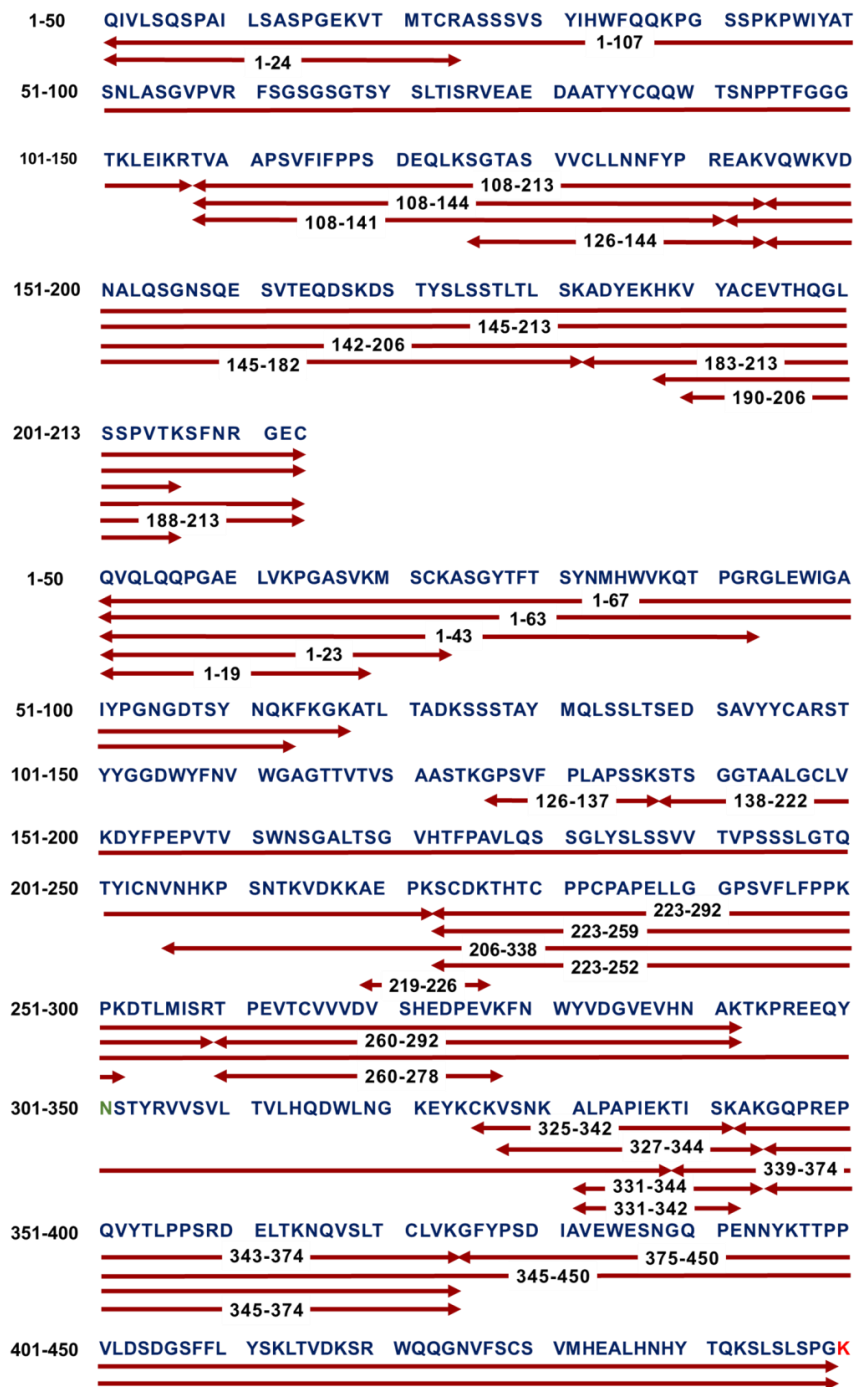 1-50 QIVLSQSPAI LSASPGEKVT MTCRASSSVS YIHWFQQKPG SSPKPWIYAT
1-107
1-24
51-100 SNLASGVPVR FSGSGSGTSY SLTISRVEAE DAATYYCQQW TSNPPTFGGG
101-150 TKLEIKRTVA APSVFIFPPS DEQLKSGTAS VVCLLNNFYP REAKVQWKVD
108-213
108-144
108-141
126-144
151-200 NALQSGNSQE SVTEQDSKDS TYSLSSTLTL SKADYEKHKV YACEVTHQGL
145-213
142-206
145-182 183-213
190-206
201-213 SSPVTKSFNR GEC
188-213
1-50 QVQLQQPGAE LVKPGASVKM SCKASGYTFT SYNMHWVKQT PGRGLEWIGA
1-67
1-63
1-43
1-23
1-19
51-100 IYPGNGDTSY NQKFKGKATL TADKSSSTAY MQLSSLTSED SAVYYCARST
101-150 YYGGDWYFNV WGAGTTVTVS AASTKGPSVF PLAPSSKSTS GGTAALGCLV
126-137 138-222
151-200 KDYFPEPVTV SWNSGALTSG VHTFPAVLQS SGLYSLSSVV TVPSSSLGTQ
201-250 TYICNVNHKP SNTKVDKKAE PKSCDKTHTC PPCPAPELLG GPSVFLFPPK
223-292
223-259
206-338
223-252
219-226
251-300 PKDTLMISRT PEVTCVVVDV SHEDPEVKFN WYVDGVEVHN AKTKPREEQY
260-292
260-278
301-350 NSTYRVVSVL TVLHQDWLNG KEYKCKVSNK ALPAPIEKTI SKAKGQPREP
325-342
327-344
339-374
331-344
331-342
351-400 QVYTLPPSRD ELTKNQVSLT CLVKGFYPSD IAVEWESNGQ PENNYKTTPP
343-374 375-450
345-450
345-374
401-450 VLDSDGSFFL YSKLTVDKSR WQQGNVFSCS VMHEALHNHY TQKSLSLSPGK